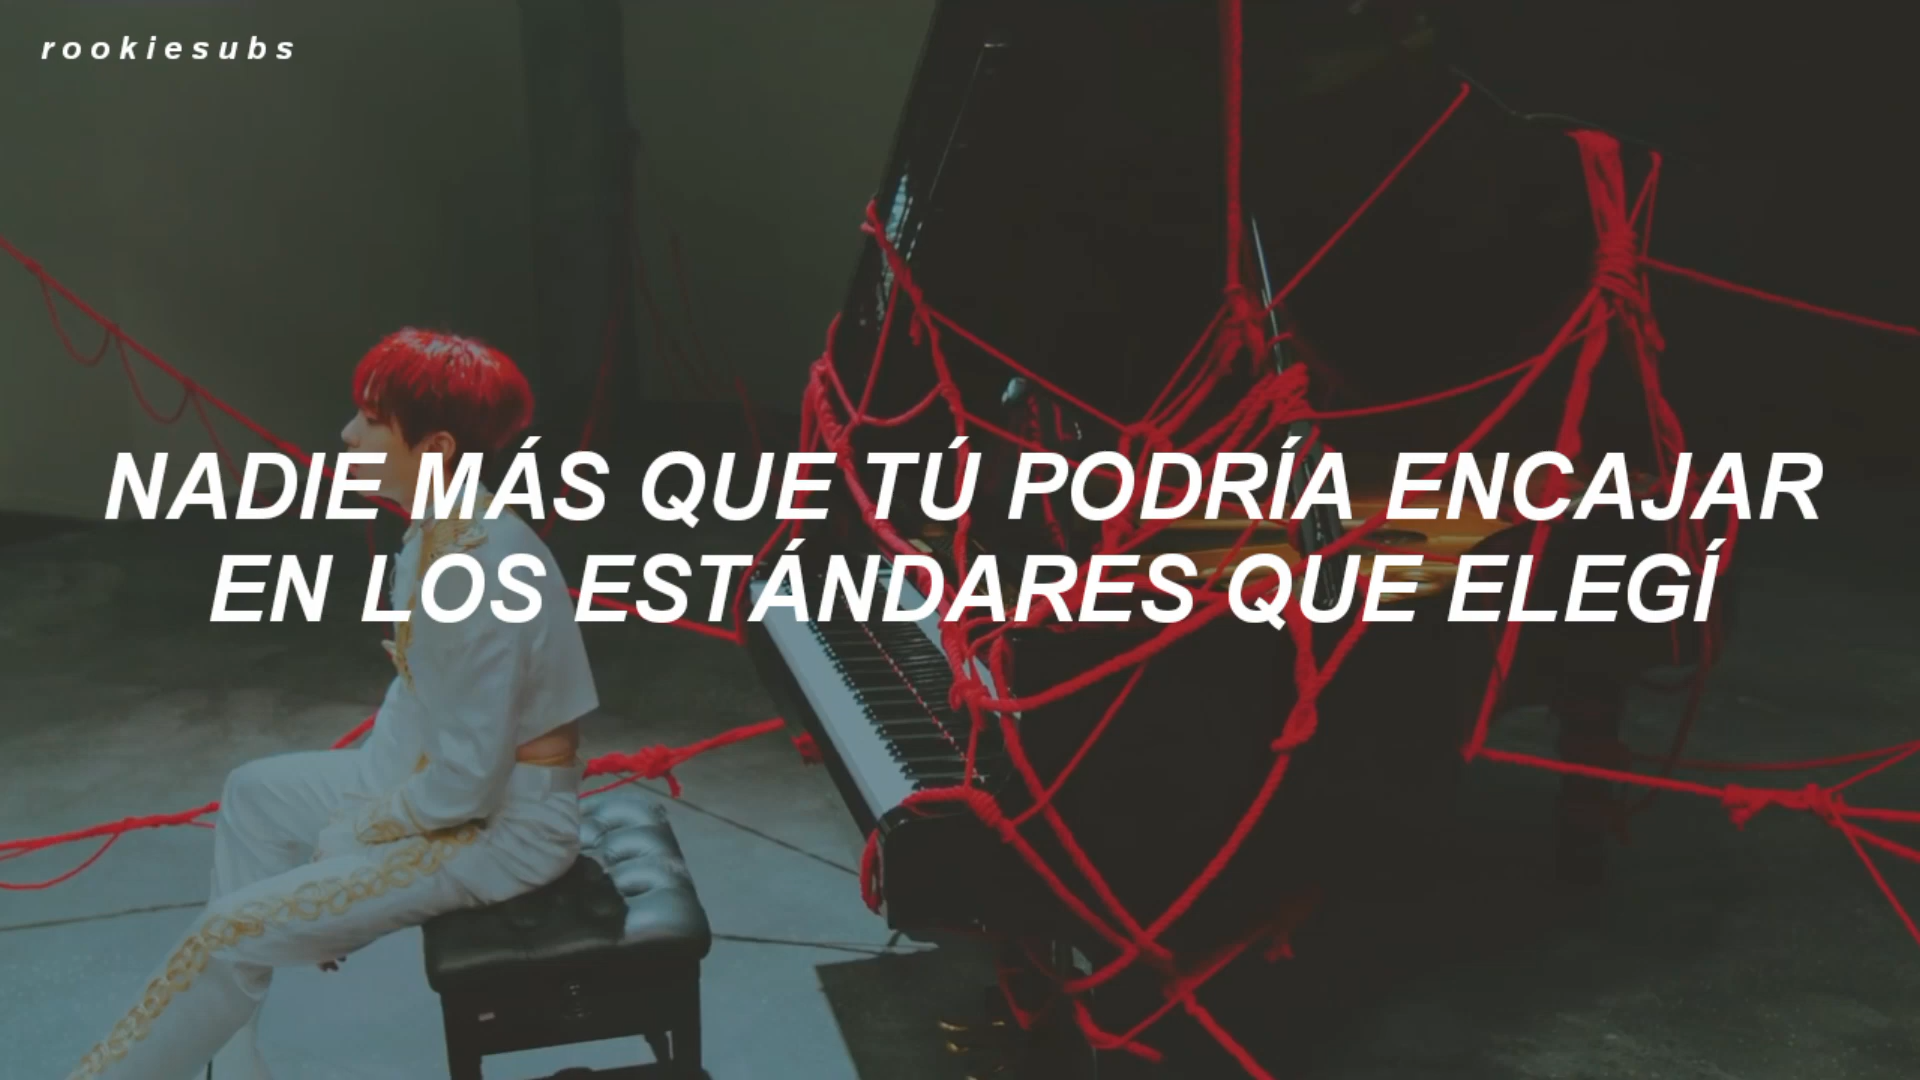 rookiesubs
NADIE MÁS QUE TÚ PODRÍA ENCAJAR
EN LOS ESTÁNDARES QUE ELEGÍ